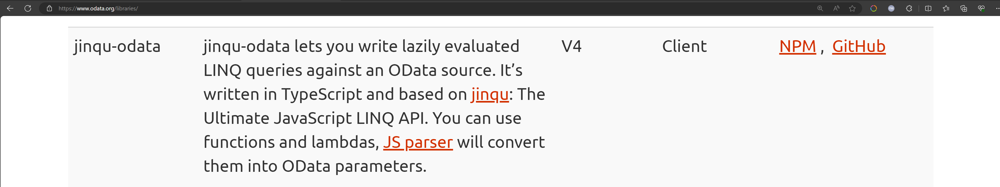 https://www.odata.org/libraries/
jinqu-odata jinqu-odata lets you write lazily evaluated V4 Client NPM , GitHub
LINQ queries against an OData source. It’s
written in TypeScript and based on jinqu: The
Ultimate JavaScript LINQ API. You can use
functions and lambdas, JS parser will convert
them into OData parameters.